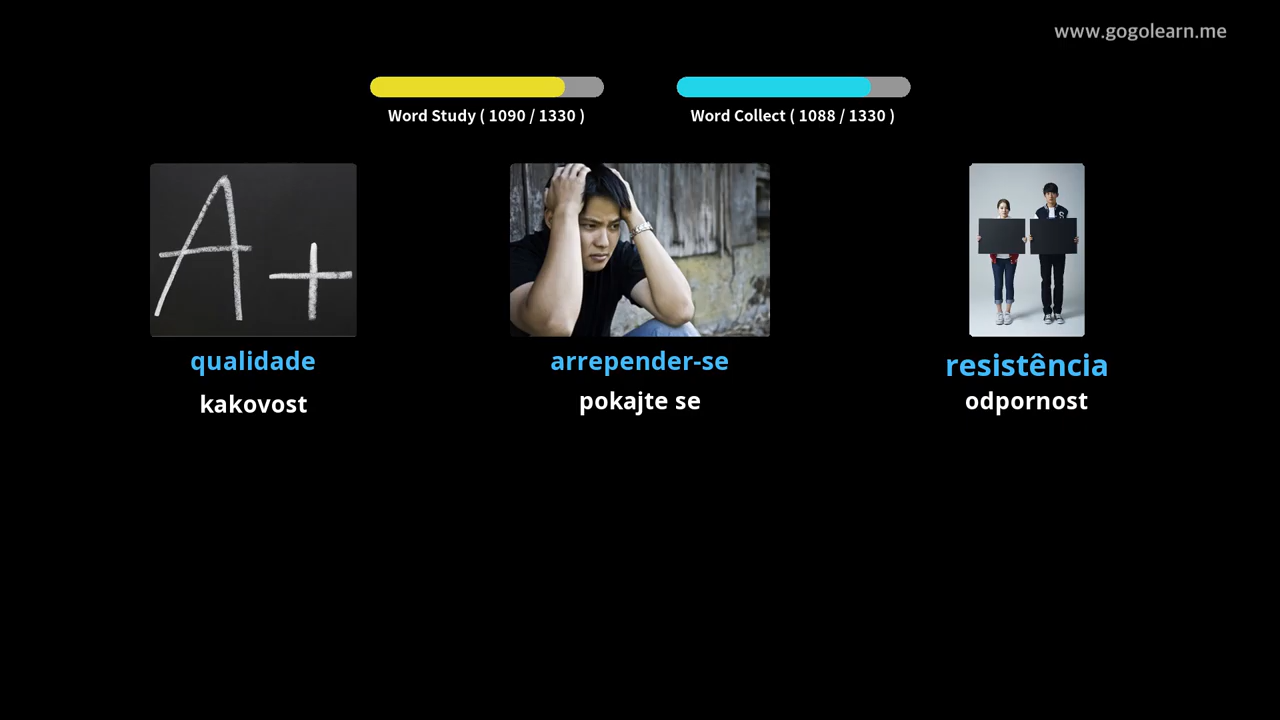 www.gogolearn.me
Word Study ( 1090 / 1330 )
Word Collect ( 1088 / 1330 )
A+
S
qualidade
arrepender-se
resistência
kakovost
pokajte se
odpornost